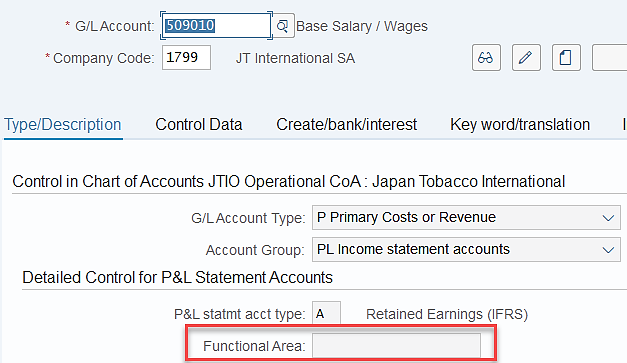 * G/L Account: 509010 Base Salary / Wages
* Company Code: 1799 JT International SA
Type/Description Control Data Create/bank/interest Key word/translation
Control in Chart of Accounts JTIO Operational CoA : Japan Tobacco International
G/L Account Type: P Primary Costs or Revenue
Account Group: PL Income statement accounts
Detailed Control for P&L Statement Accounts
P&L statmt acct type: A Retained Earnings (IFRS)
Functional Area: